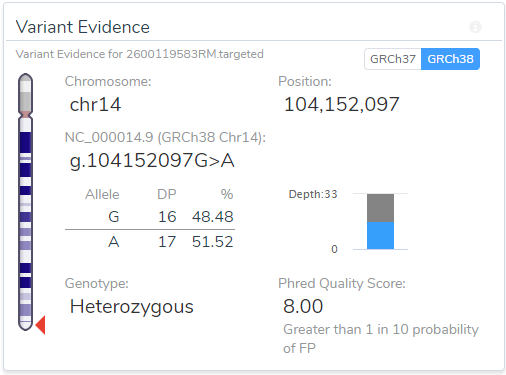 Variant Evidence
Variant Evidence for 2600119583RM.targeted
GRCh37 GRCh38
Chromosome: Position:
chr14 104,152,097
NC_000014.9 (GRCh38 Chr14):
g.104152097G>A
Allele DP %
G 16 48.48
A 17 51.52
Depth:33
0
Genotype: Phred Quality Score:
Heterozygous 8.00
Greater than 1 in 10 probability
of FP